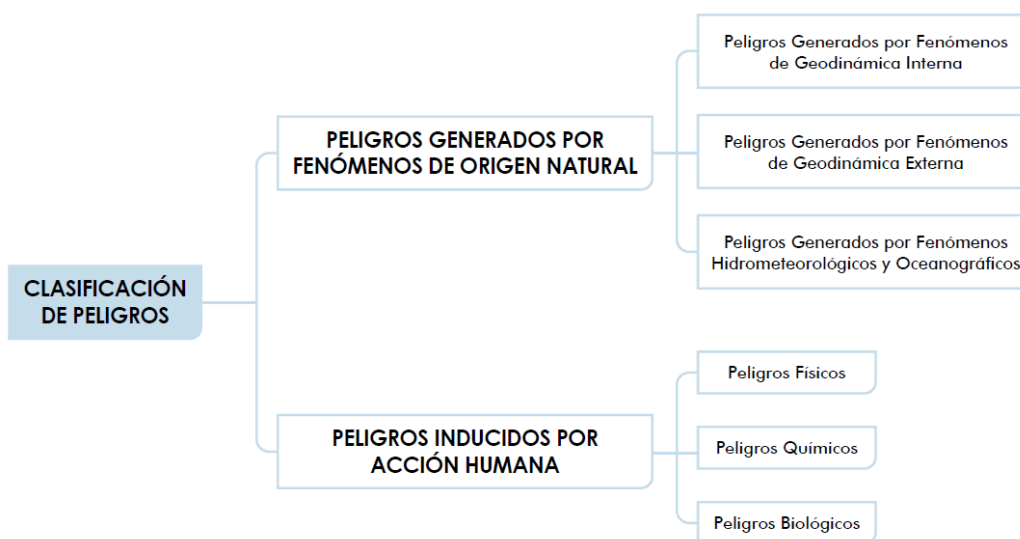 CLASIFICACIÓN
DE PELIGROS
PELIGROS GENERADOS POR
FENÓMENOS DE ORIGEN NATURAL
Peligros Generados por Fenómenos
de Geodinámica Interna
Peligros Generados por Fenómenos
de Geodinámica Externa
Peligros Generados por Fenómenos
Hidrometeorológicos y Oceanográficos
PELIGROS INDUCIDOS POR
ACCIÓN HUMANA
Peligros Físicos
Peligros Químicos
Peligros Biológicos